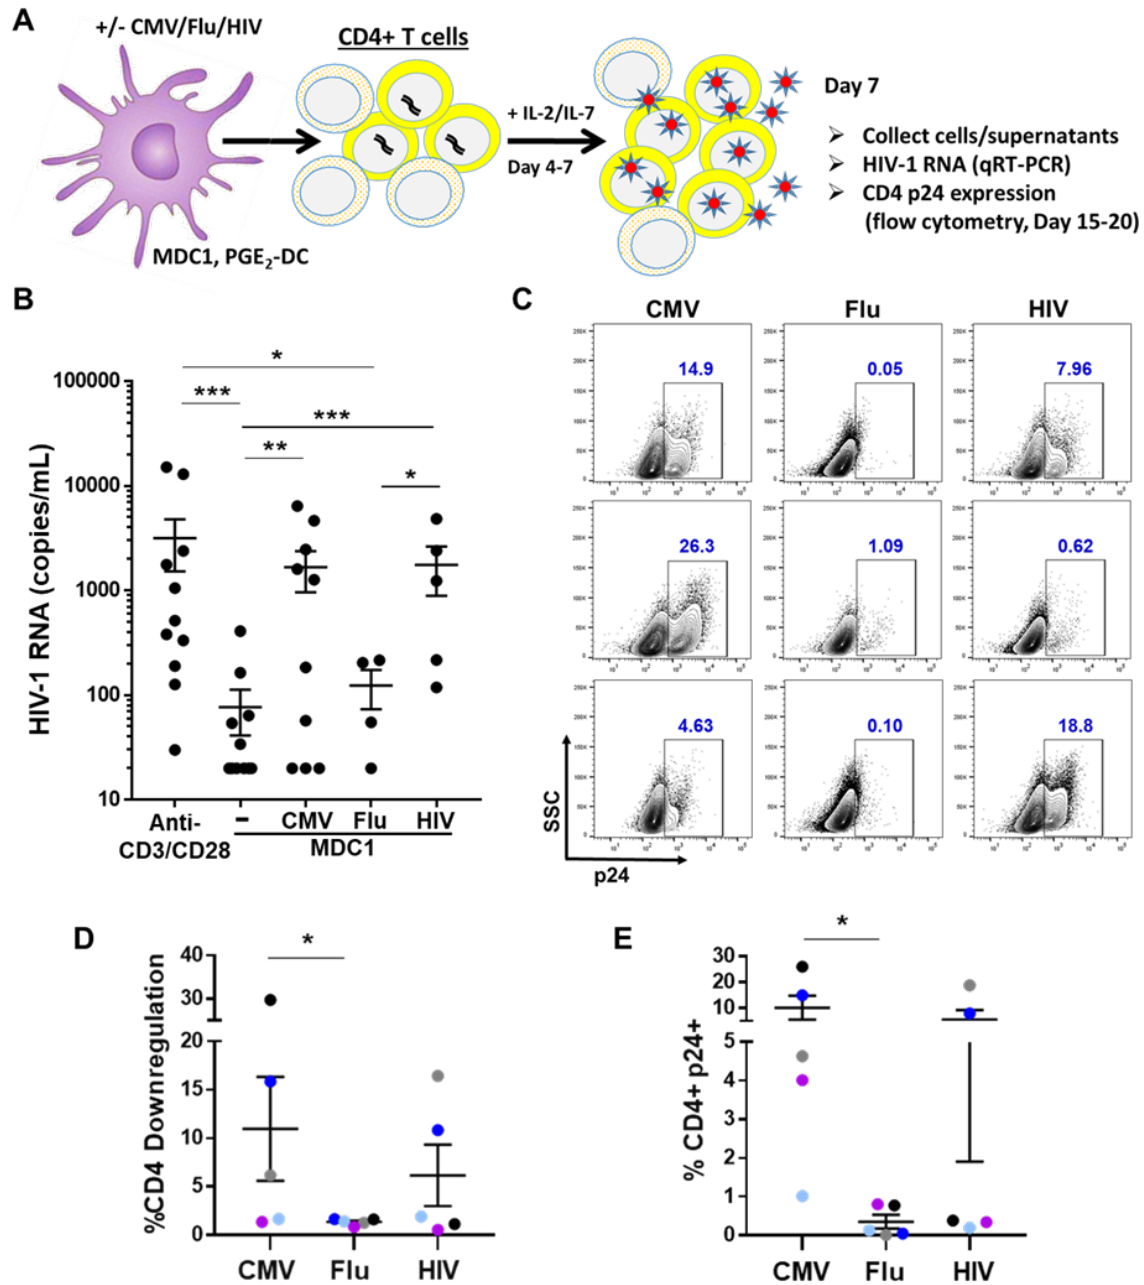 A
+/- CMV/Flu/HIV
CD4+ T cells
MDC1, PGE2-DC
+ IL-2/IL-7
Day 4-7
Day 7
➢ Collect cells/supernatants
➢ HIV-1 RNA (qRT-PCR)
➢ CD4 p24 expression
(flow cytometry, Day 15-20)
B
HIV-1 RNA (copies/mL)
100000
10000
1000
100
10
*
***
***
**
*
Anti-
CD3/CD28
– CMV Flu HIV
MDC1
C
CMV Flu HIV
14.9 0.05 7.96
26.3 1.09 0.62
4.63 0.10 18.8
SSC
p24
D
%CD4 Downregulation
40
30
20
15
10
5
0
*
CMV Flu HIV
E
% CD4+ p24+
30
20
10
5
4
3
2
1
0
*
CMV Flu HIV